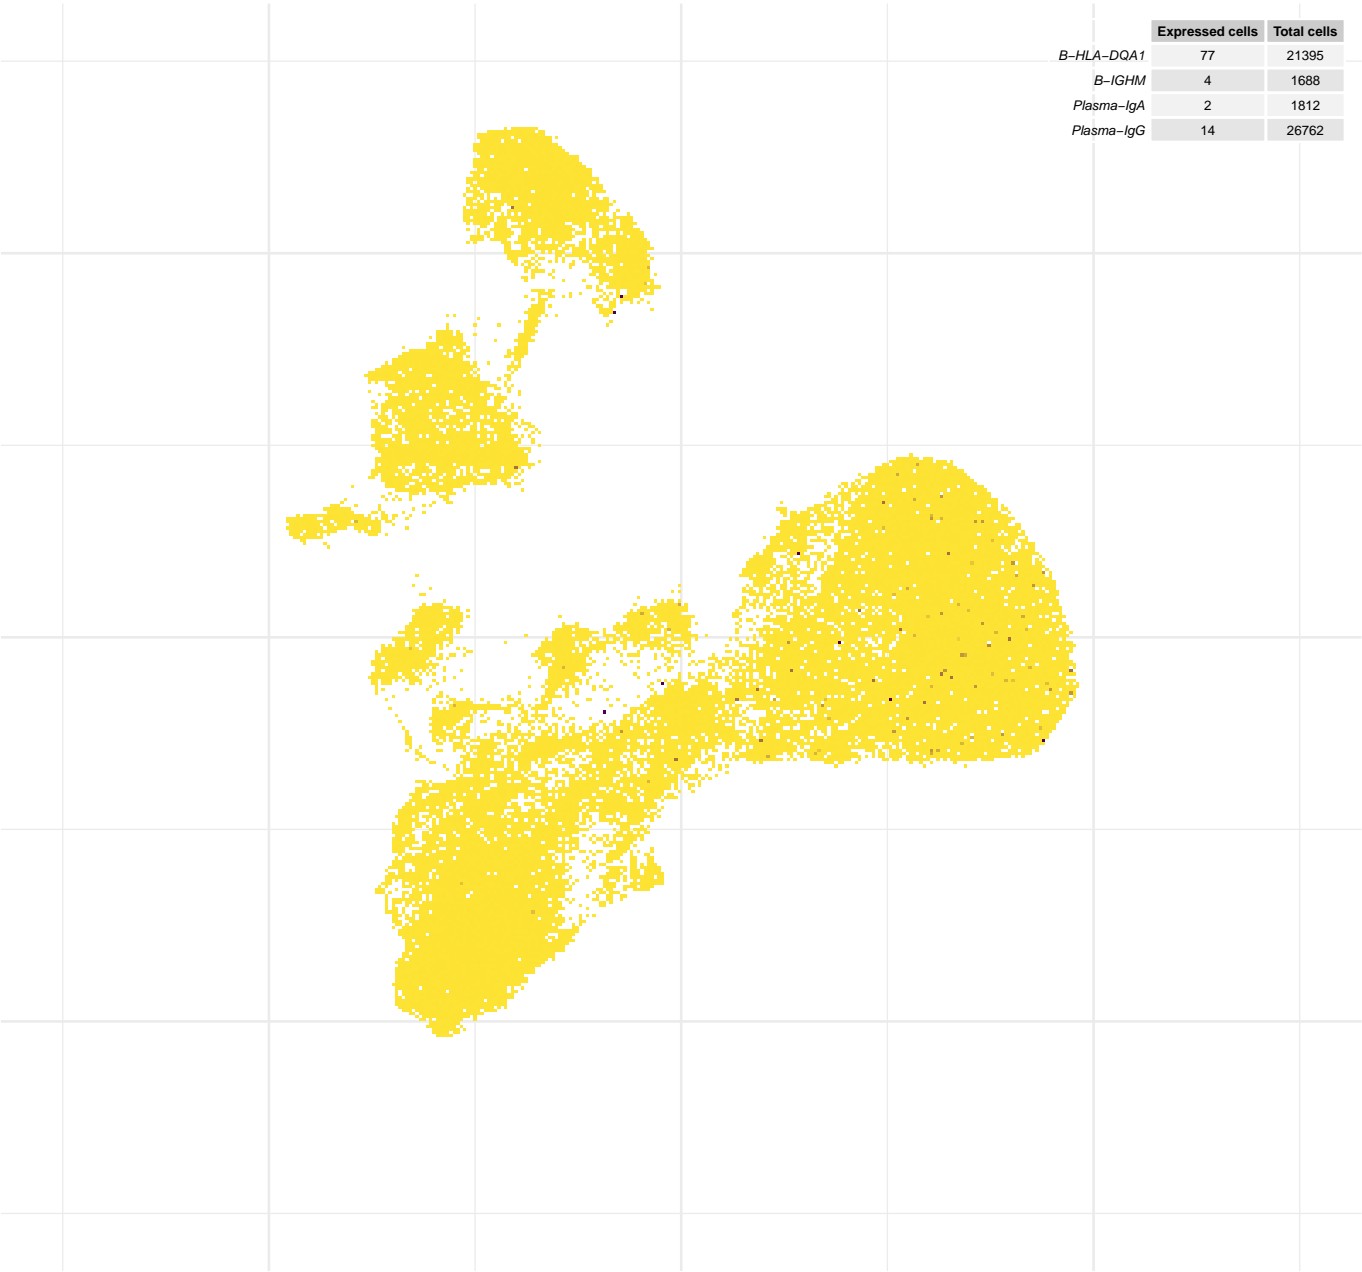 Expressed cells Total cells
B−HLA−DQA1 77 21395
B−IGHM 4 1688
Plasma−IgA 2 1812
Plasma−IgG 14 26762